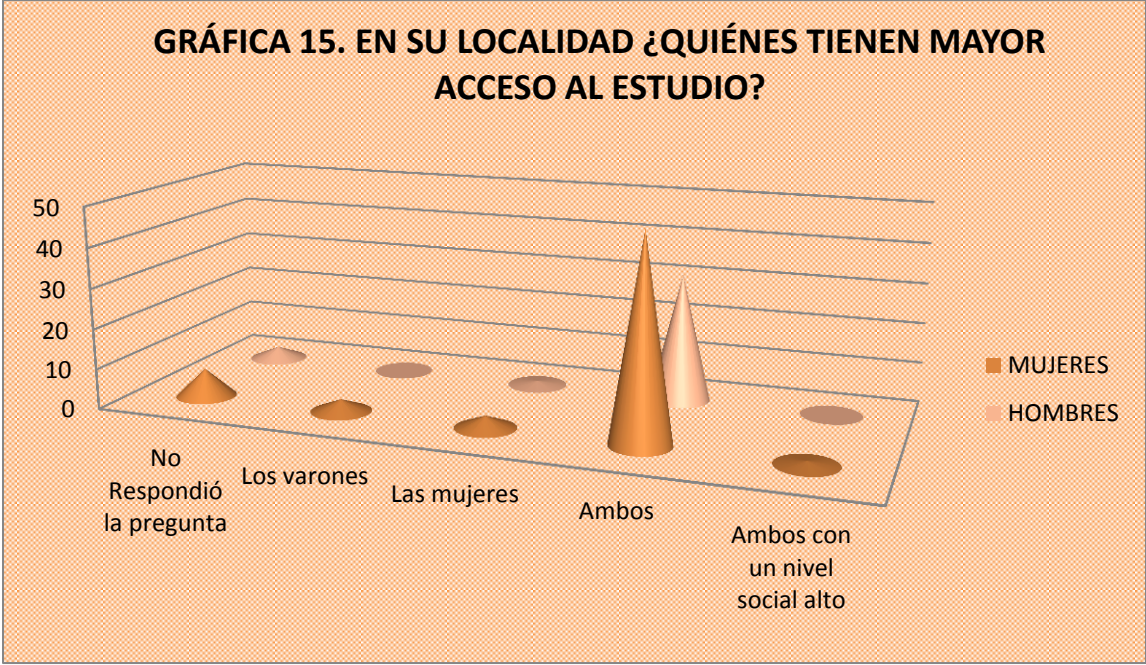 GRÁFICA 15. EN SU LOCALIDAD ¿QUIÉNES TIENEN MAYOR
ACCESO AL ESTUDIO?
50
40
30
20
10
0
No
Respondió
la pregunta
Los varones
Las mujeres
Ambos
Ambos con
un nivel
social alto
MUJERES
HOMBRES